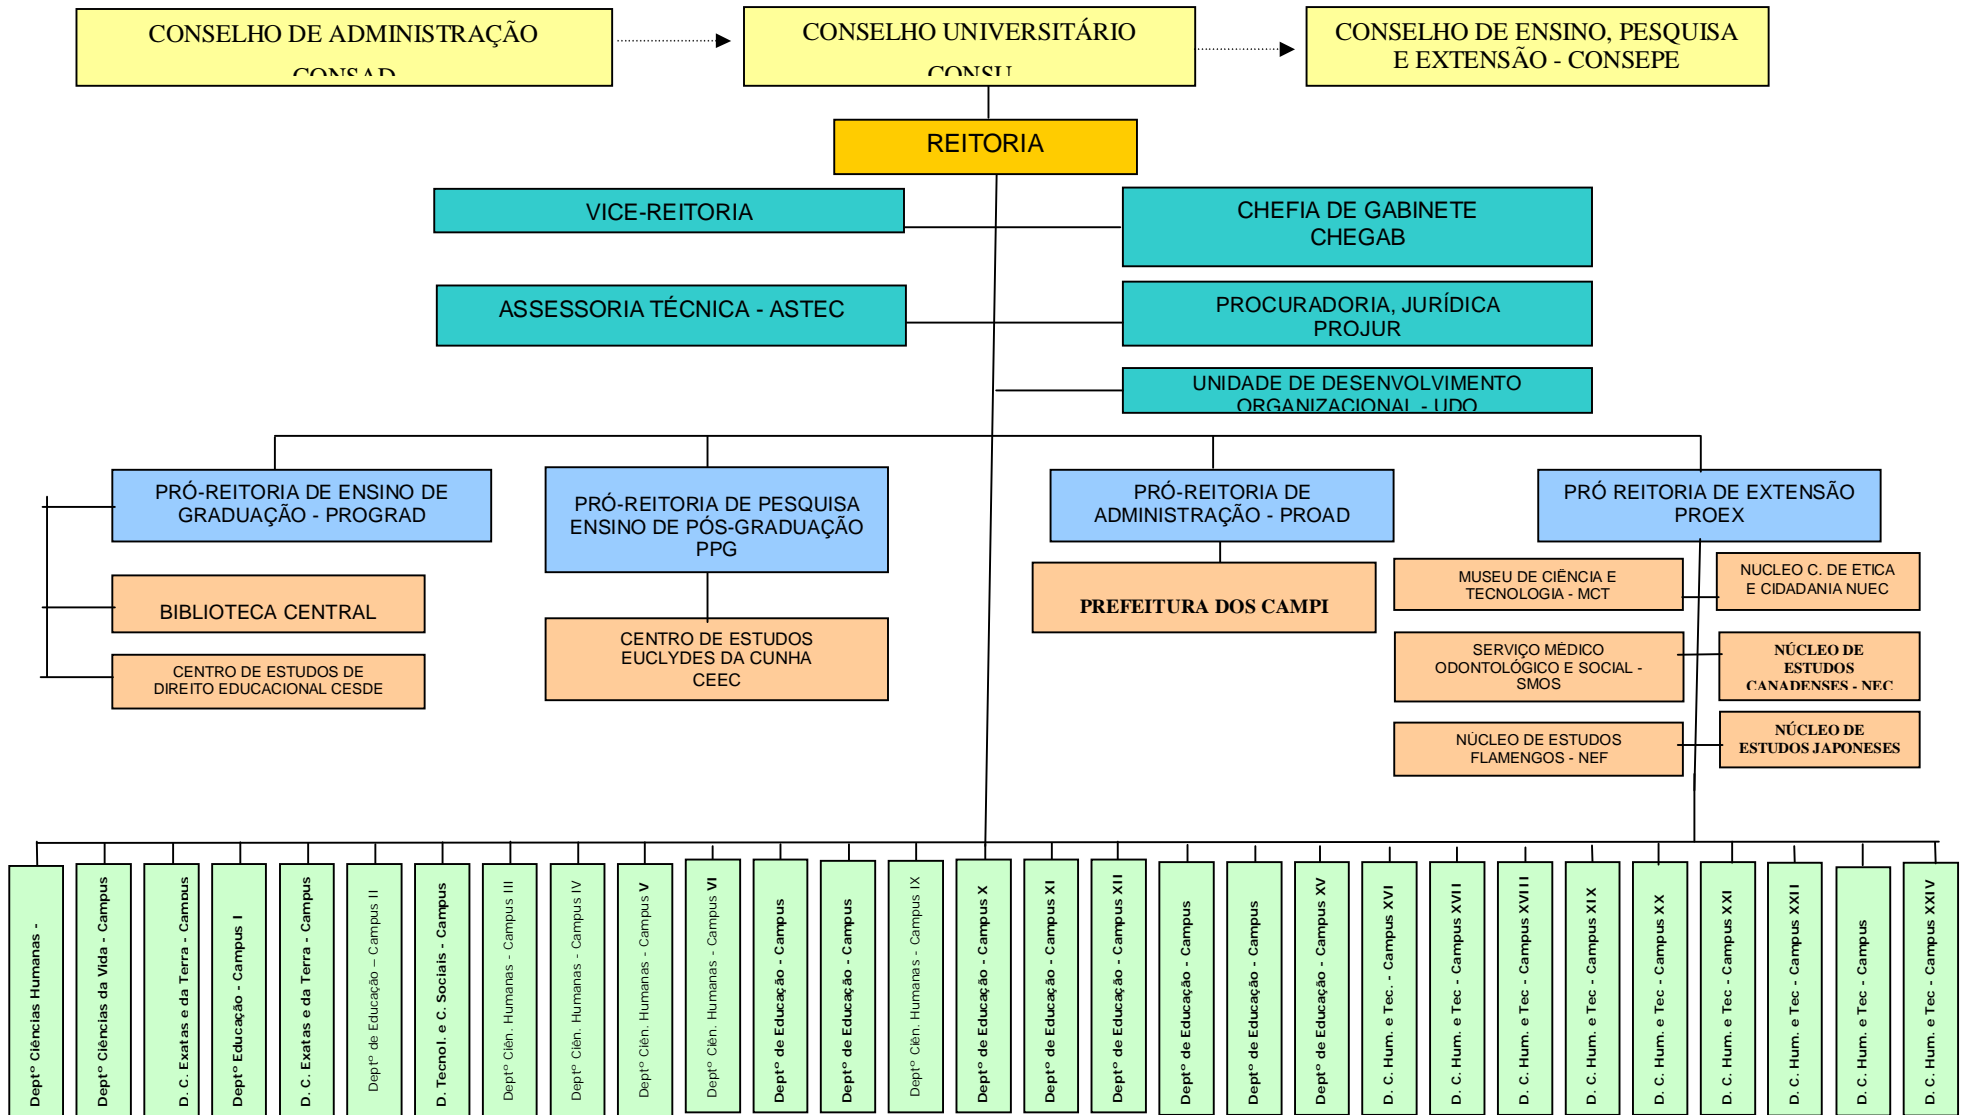 CONSELHO DE ADMINISTRAÇÃO
CONSAD
CONSELHO UNIVERSITÁRIO
CONSU
CONSELHO DE ENSINO, PESQUISA
E EXTENSÃO - CONSEPE
REITORIA
VICE-REITORIA
CHEFIA DE GABINETE
CHEGAB
ASSESSORIA TÉCNICA - ASTEC
PROCURADORIA, JURÍDICA
PROJUR
UNIDADE DE DESENVOLVIMENTO
ORGANIZACIONAL - UDO
PRÓ-REITORIA DE ENSINO DE
GRADUAÇÃO - PROGRAD
PRÓ-REITORIA DE PESQUISA
ENSINO DE PÓS-GRADUAÇÃO
PPG
PRÓ-REITORIA DE
ADMINISTRAÇÃO - PROAD
PRÓ REITORIA DE EXTENSÃO
PROEX
BIBLIOTECA CENTRAL
CENTRO DE ESTUDOS DE
DIREITO EDUCACIONAL CESDE
CENTRO DE ESTUDOS
EUCLYDES DA CUNHA
CEEC
PREFEITURA DOS CAMPI
MUSEU DE CIÊNCIA E
TECNOLOGIA - MCT
NUCLEO C. DE ETICA
E CIDADANIA NUEC
SERVIÇO MÉDICO
ODONTOLÓGICO E SOCIAL -
SMOS
NÚCLEO DE
ESTUDOS
CANADENSES - NEC
NÚCLEO DE ESTUDOS
FLAMENGOS - NEF
NÚCLEO DE
ESTUDOS JAPONESES
Deptº Ciências Humanas -
Deptº Ciências da Vida - Campus
D. C. Exatas e da Terra - Campus
Deptº Educação - Campus I
D. C. Exatas e da Terra - Campus
Deptº de Educação – Campus II
D. Tecnol. e C. Sociais - Campus
Deptº Ciên. Humanas - Campus III
Deptº Ciên. Humanas - Campus IV
Deptº Ciên. Humanas - Campus V
Deptº Ciên. Humanas - Campus VI
Deptº de Educação - Campus
Deptº de Educação - Campus
Deptº Ciên. Humanas - Campus IX
Deptº de Educação - Campus X
Deptº de Educação - Campus XI
Deptº de Educação - Campus XII
Deptº de Educação - Campus
Deptº de Educação - Campus
Deptº de Educação - Campus XV
D. C. Hum. e Tec. - Campus XVI
D. C. Hum. e Tec - Campus XVII
D. C. Hum. e Tec - Campus XVIII
D. C. Hum. e Tec - Campus XIX
D. C. Hum. e Tec - Campus XX
D. C. Hum. e Tec - Campus XXI
D. C. Hum. e Tec - Campus XXII
D. C. Hum. e Tec - Campus
D. C. Hum. e Tec - Campus XXIV